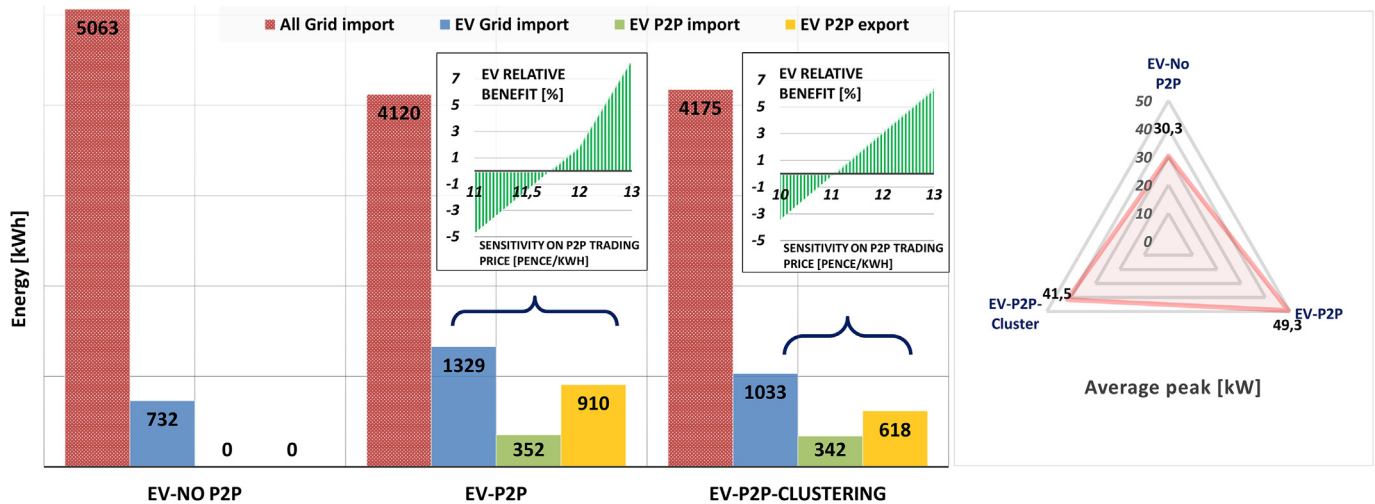 All Grid import EV Grid import EV P2P import EV P2P export
Energy [kWh]
5063
732
0
0
EV-NO P2P
4120
1329
352
910
EV-P2P
EV RELATIVE
BENEFIT [%]
7
5
3
1
-1
-3
-5
11 11,5 12 13
SENSITIVITY ON P2P TRADING
PRICE [PENCE/KWH]
4175
1033
342
618
EV-P2P-CLUSTERING
EV RELATIVE
BENEFIT [%]
7
5
3
1
-1
-3
-5
10 11 12 13
SENSITIVITY ON P2P TRADING
PRICE [PENCE/KWH]
EV-No
P2P
50
40
30,3
30
20
10
0
41,5
EV-P2P-
Cluster
EV-P2P
49,3
Average peak [kW]